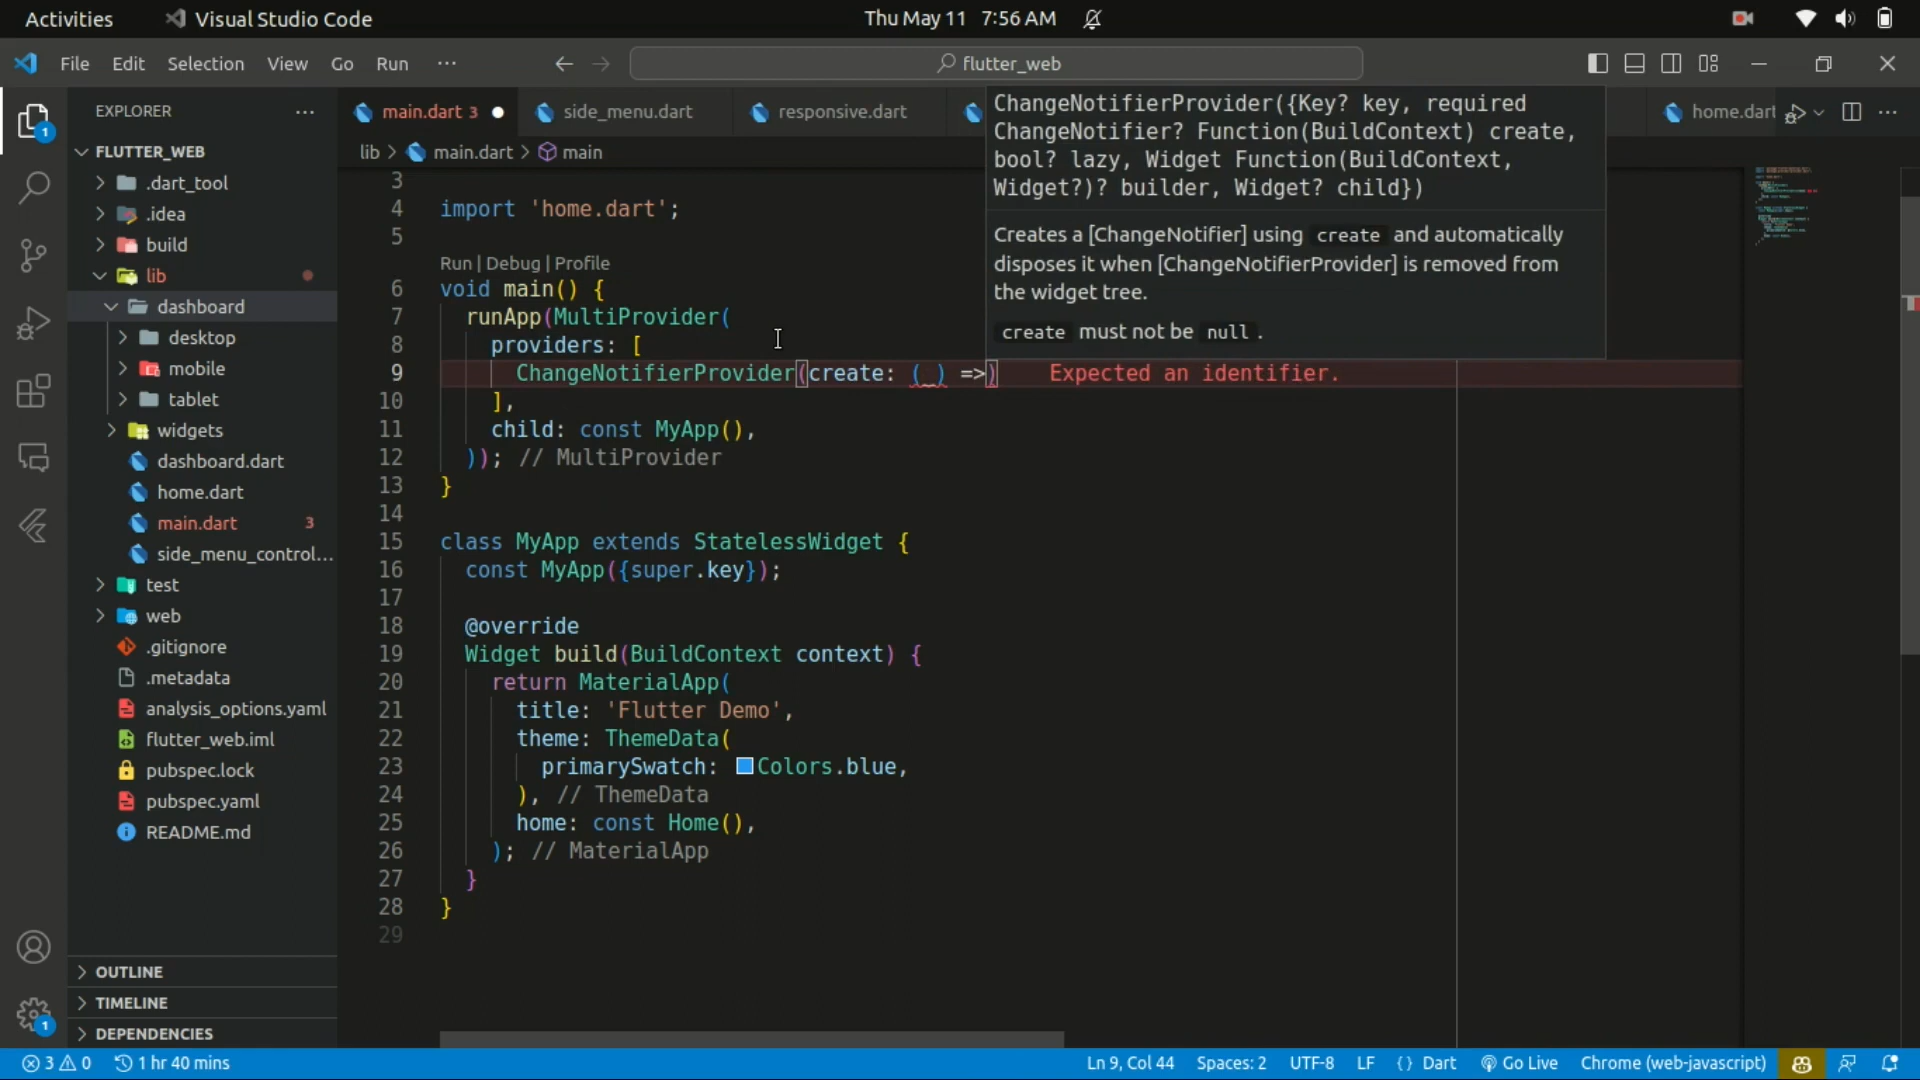 Activities
Visual Studio Code
Thu May 11 7:56 AM
File Edit Selection View Go Run ···
flutter_web
EXPLORER
main.dart 3
side_menu.dart
responsive.dart
home.dart
lib > main.dart > main
FLUTTER_WEB
.dart_tool
.idea
build
lib
dashboard
desktop
mobile
tablet
widgets
dashboard.dart
home.dart
main.dart 3
side_menu_control...
test
web
.gitignore
.metadata
analysis_options.yaml
flutter_web.iml
pubspec.lock
pubspec.yaml
README.md
OUTLINE
TIMELINE
DEPENDENCIES
1
1
ChangeNotifierProvider({Key? key, required
ChangeNotifier? Function(BuildContext) create,
bool? lazy, Widget Function(BuildContext,
Widget?)? builder, Widget? child})
Creates a [ChangeNotifier] using create and automatically
disposes it when [ChangeNotifierProvider] is removed from
the widget tree.
create must not be null .
3
4 import 'home.dart';
5
Run | Debug | Profile
6 void main() {
7 runApp(MultiProvider(
8 providers: [
9 ChangeNotifierProvider(create: (_) =>) Expected an identifier.
10 ],
11 child: const MyApp(),
12 )); // MultiProvider
13 }
14
15 class MyApp extends StatelessWidget {
16 const MyApp({super.key});
17
18 @override
19 Widget build(BuildContext context) {
20 return MaterialApp(
21 title: 'Flutter Demo',
22 theme: ThemeData(
23 primarySwatch: Colors.blue,
24 ), // ThemeData
25 home: const Home(),
26 ); // MaterialApp
27 }
28 }
29
3 0 1 hr 40 mins
Ln 9, Col 44 Spaces: 2 UTF-8 LF {} Dart Go Live Chrome (web-javascript)